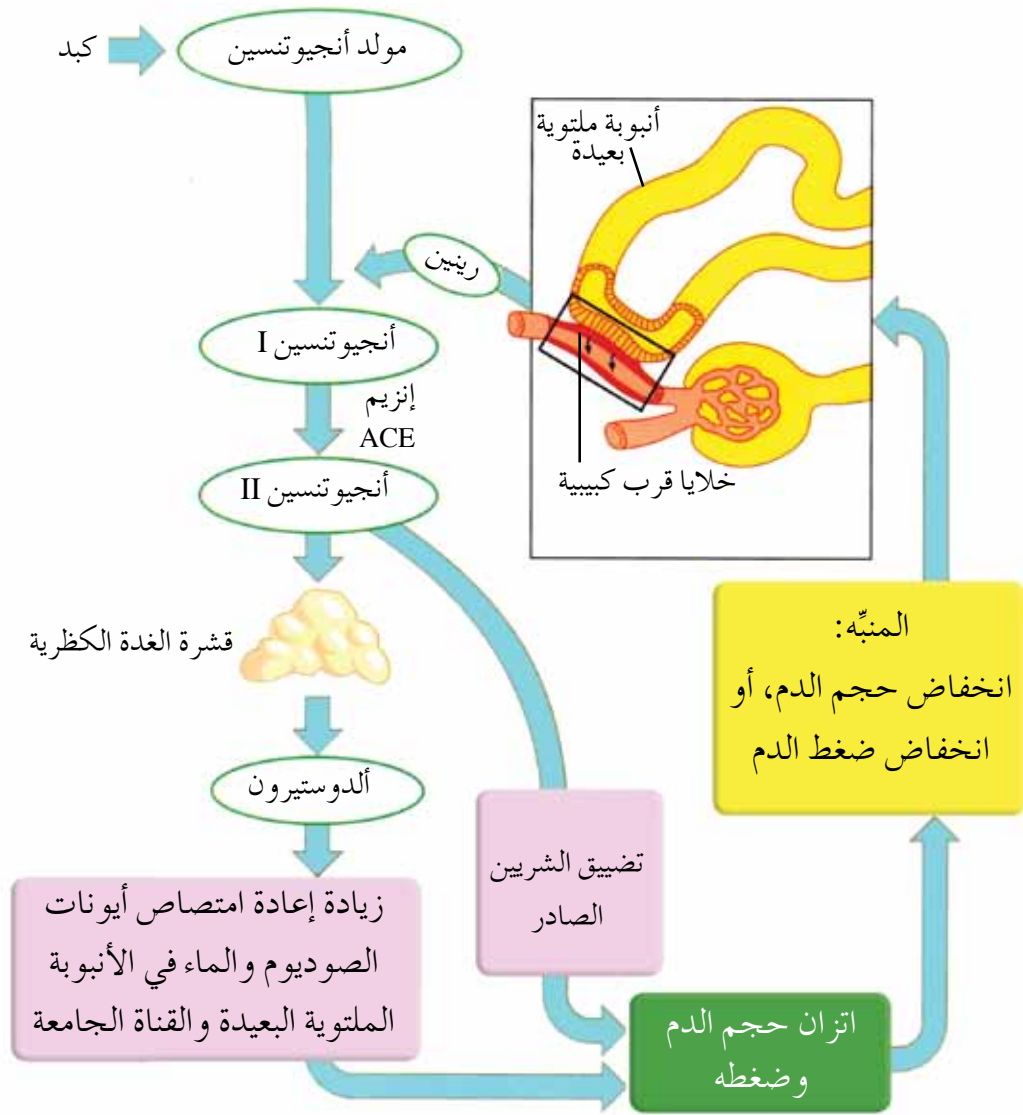 مولد أنجيوتنسين
كبد
أنبوبة ملتوية
بعيدة
رينين
أنجيوتنسين I
إنزيم
ACE
أنجيوتنسين II
خلايا قرب كبيبية
قشرة الغدة الكظرية
ألدوستيرون
زيادة إعادة امتصاص أيونات
الصوديوم والماء في الأنبوبة
الملتوية البعيدة والقناة الجامعة
تضييق الشريين
الصادر
اتزان حجم الدم
وضغطه
المنبِّه:
انخفاض حجم الدم، أو
انخفاض ضغط الدم